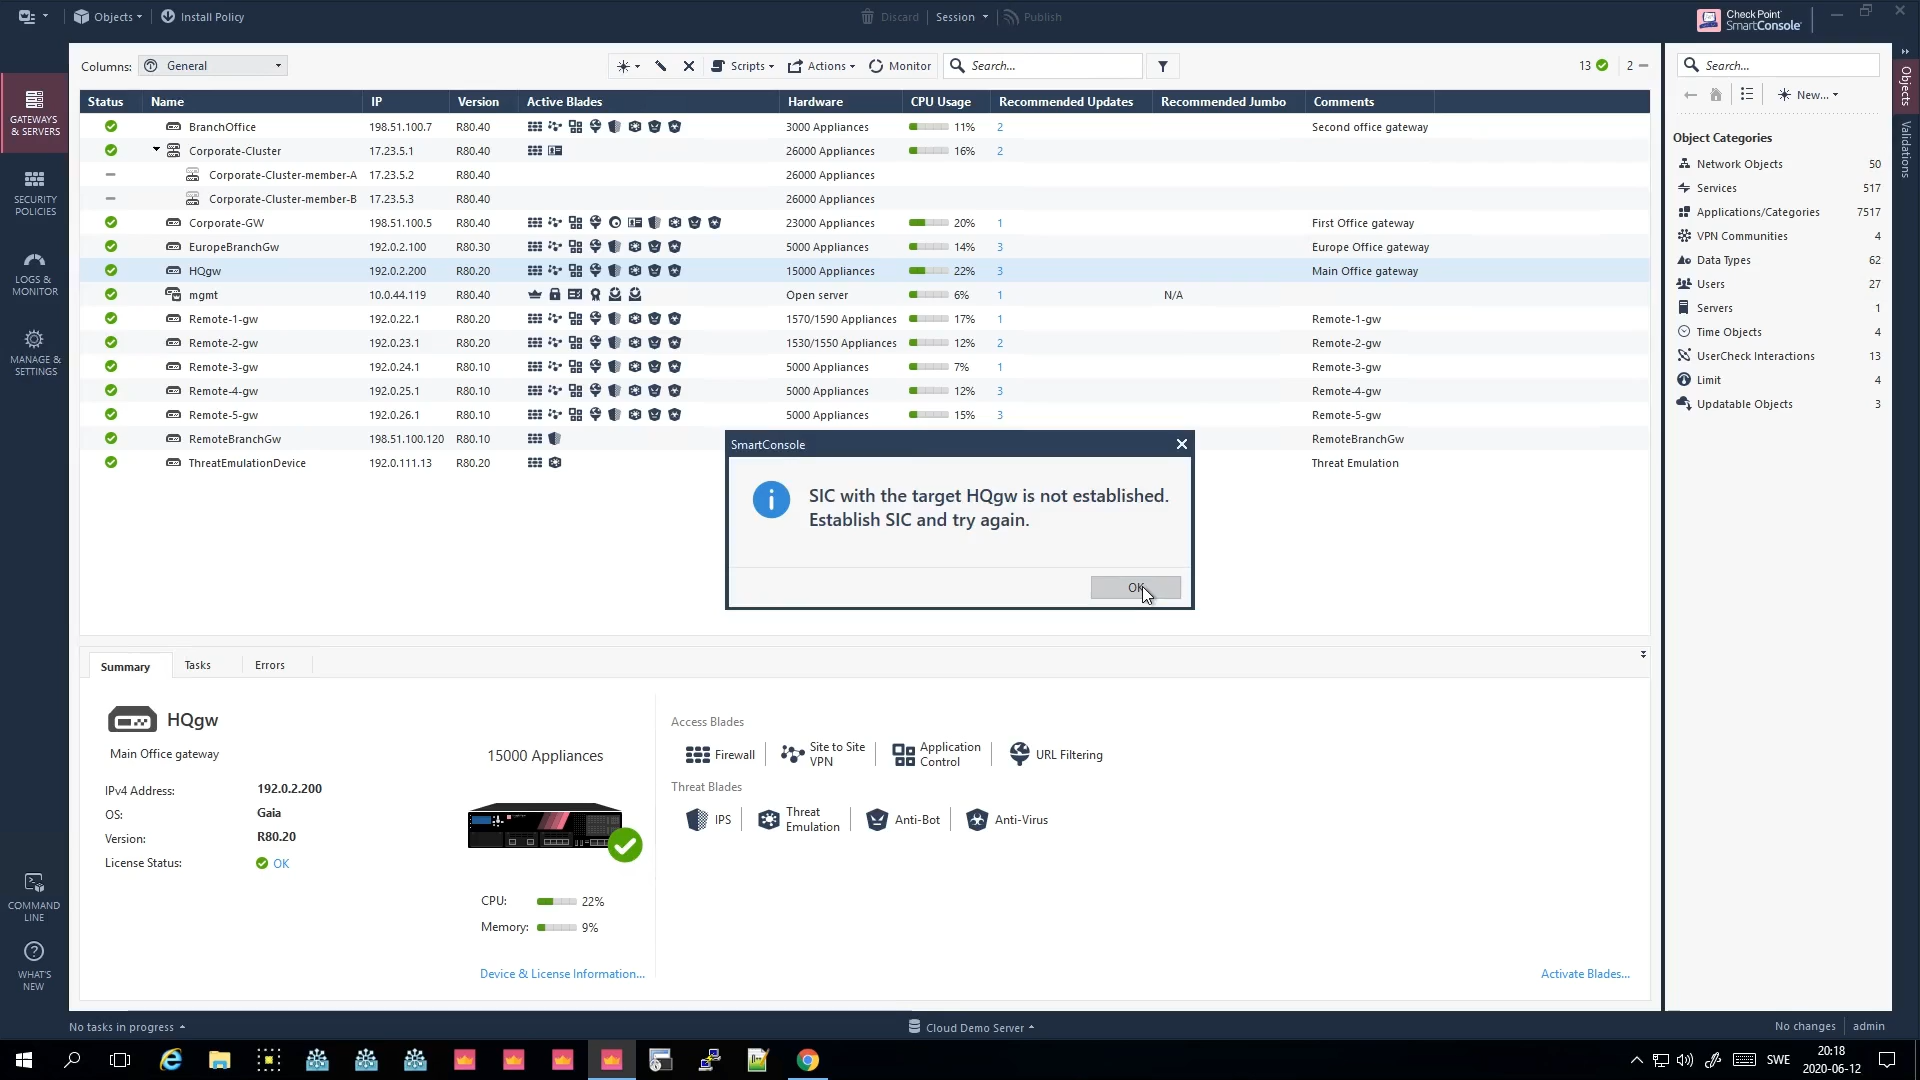 Objects
Install Policy
Discard
Session
Publish
Check Point
SmartConsole
Columns:
General
Scripts
Actions
Monitor
Search...
13
2
Status Name IP Version Active Blades Hardware CPU Usage Recommended Updates Recommended Jumbo Comments
BranchOffice 198.51.100.7 R80.40 3000 Appliances 11% 2 Second office gateway
Corporate-Cluster 17.23.5.1 R80.40 26000 Appliances 16% 2
Corporate-Cluster-member-A 17.23.5.2 R80.40 26000 Appliances
Corporate-Cluster-member-B 17.23.5.3 R80.40 26000 Appliances
Corporate-GW 198.51.100.5 R80.40 23000 Appliances 20% 1 First Office gateway
EuropeBranchGw 192.0.2.100 R80.30 5000 Appliances 14% 3 Europe Office gateway
HQgw 192.0.2.200 R80.20 15000 Appliances 22% 3 Main Office gateway
mgmt 10.0.44.119 R80.40 Open server 6% 1 N/A
Remote-1-gw 192.0.22.1 R80.20 1570/1590 Appliances 17% 1 Remote-1-gw
Remote-2-gw 192.0.23.1 R80.20 1530/1550 Appliances 12% 2 Remote-2-gw
Remote-3-gw 192.0.24.1 R80.10 5000 Appliances 7% 1 Remote-3-gw
Remote-4-gw 192.0.25.1 R80.10 5000 Appliances 12% 3 Remote-4-gw
Remote-5-gw 192.0.26.1 R80.10 5000 Appliances 15% 3 Remote-5-gw
RemoteBranchGw 198.51.100.120 R80.10 RemoteBranchGw
ThreatEmulationDevice 192.0.111.13 R80.20 Threat Emulation
SmartConsole
SIC with the target HQgw is not established.
Establish SIC and try again.
OK
GATEWAYS
& SERVERS
SECURITY
POLICIES
LOGS &
MONITOR
MANAGE &
SETTINGS
COMMAND
LINE
WHAT'S
NEW
Summary Tasks Errors
HQgw
Main Office gateway
IPv4 Address: 192.0.2.200
OS: Gaia
Version: R80.20
License Status: OK
15000 Appliances
CPU: 22%
Memory: 9%
Device & License Information...
Access Blades
Firewall
Site to Site
VPN
Application
Control
URL Filtering
Threat Blades
IPS
Threat
Emulation
Anti-Bot
Anti-Virus
Activate Blades...
Search...
New...
Object Categories
Network Objects 50
Services 517
Applications/Categories 7517
VPN Communities 4
Data Types 62
Users 27
Servers 1
Time Objects 4
UserCheck Interactions 13
Limit 4
Updatable Objects 3
Objects
Validations
No tasks in progress
Cloud Demo Server
No changes
admin
SWE
20:18
2020-06-12